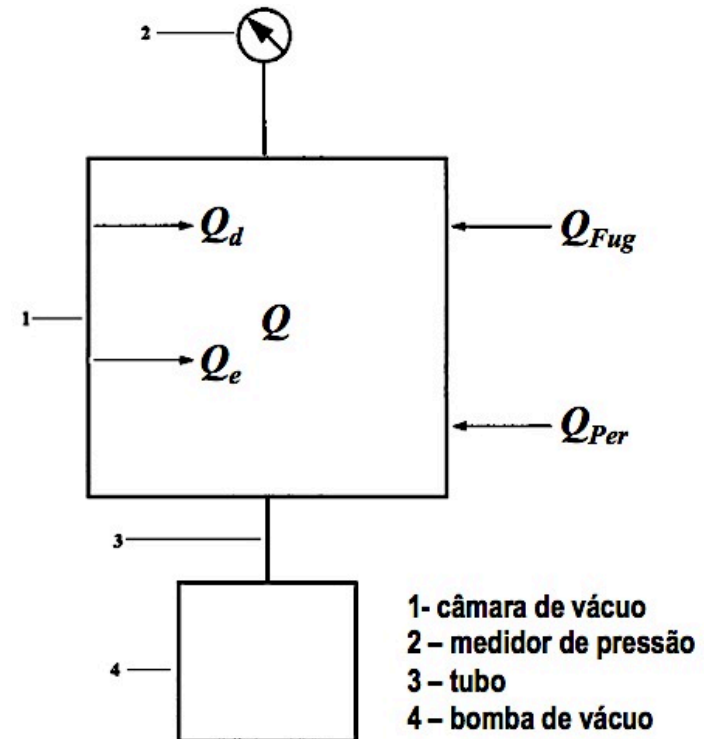 2
Q_d
Q_Fug
1
Q
Q_e
Q_Per
3
4
1- câmara de vácuo
2 – medidor de pressão
3 – tubo
4 – bomba de vácuo